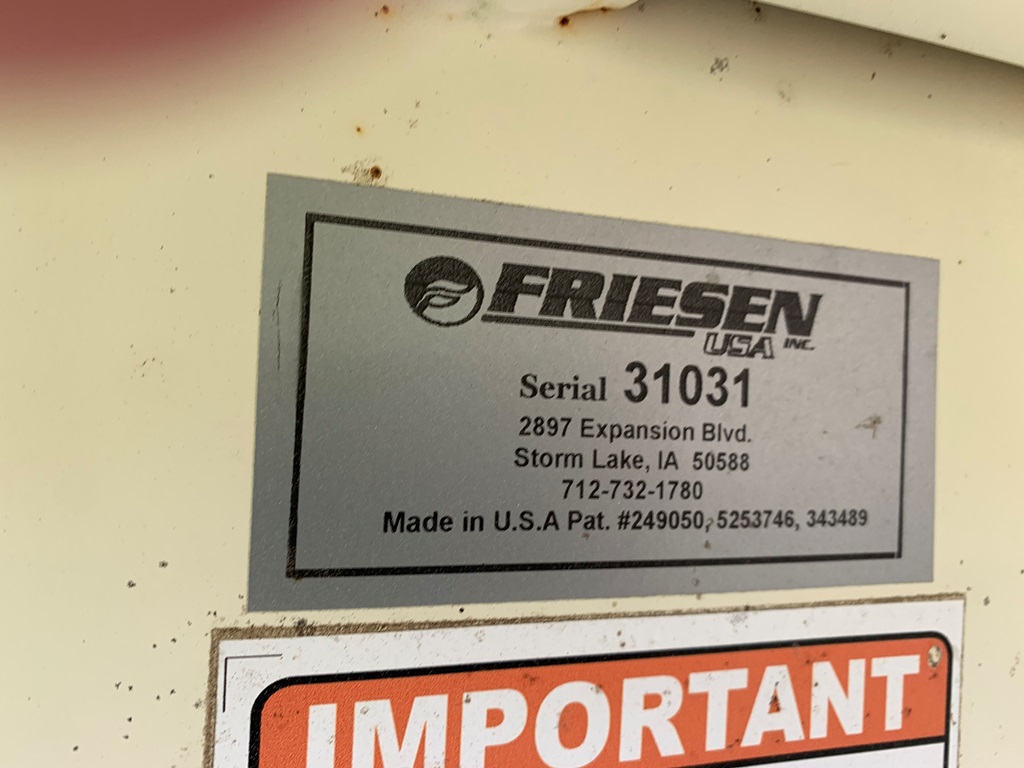 FRIESEN
USA INC.
Serial 31031
2897 Expansion Blvd.
Storm Lake, IA 50588
712-732-1780
Made in U.S.A Pat. #249050, 5253746, 343489
IMPORTANT